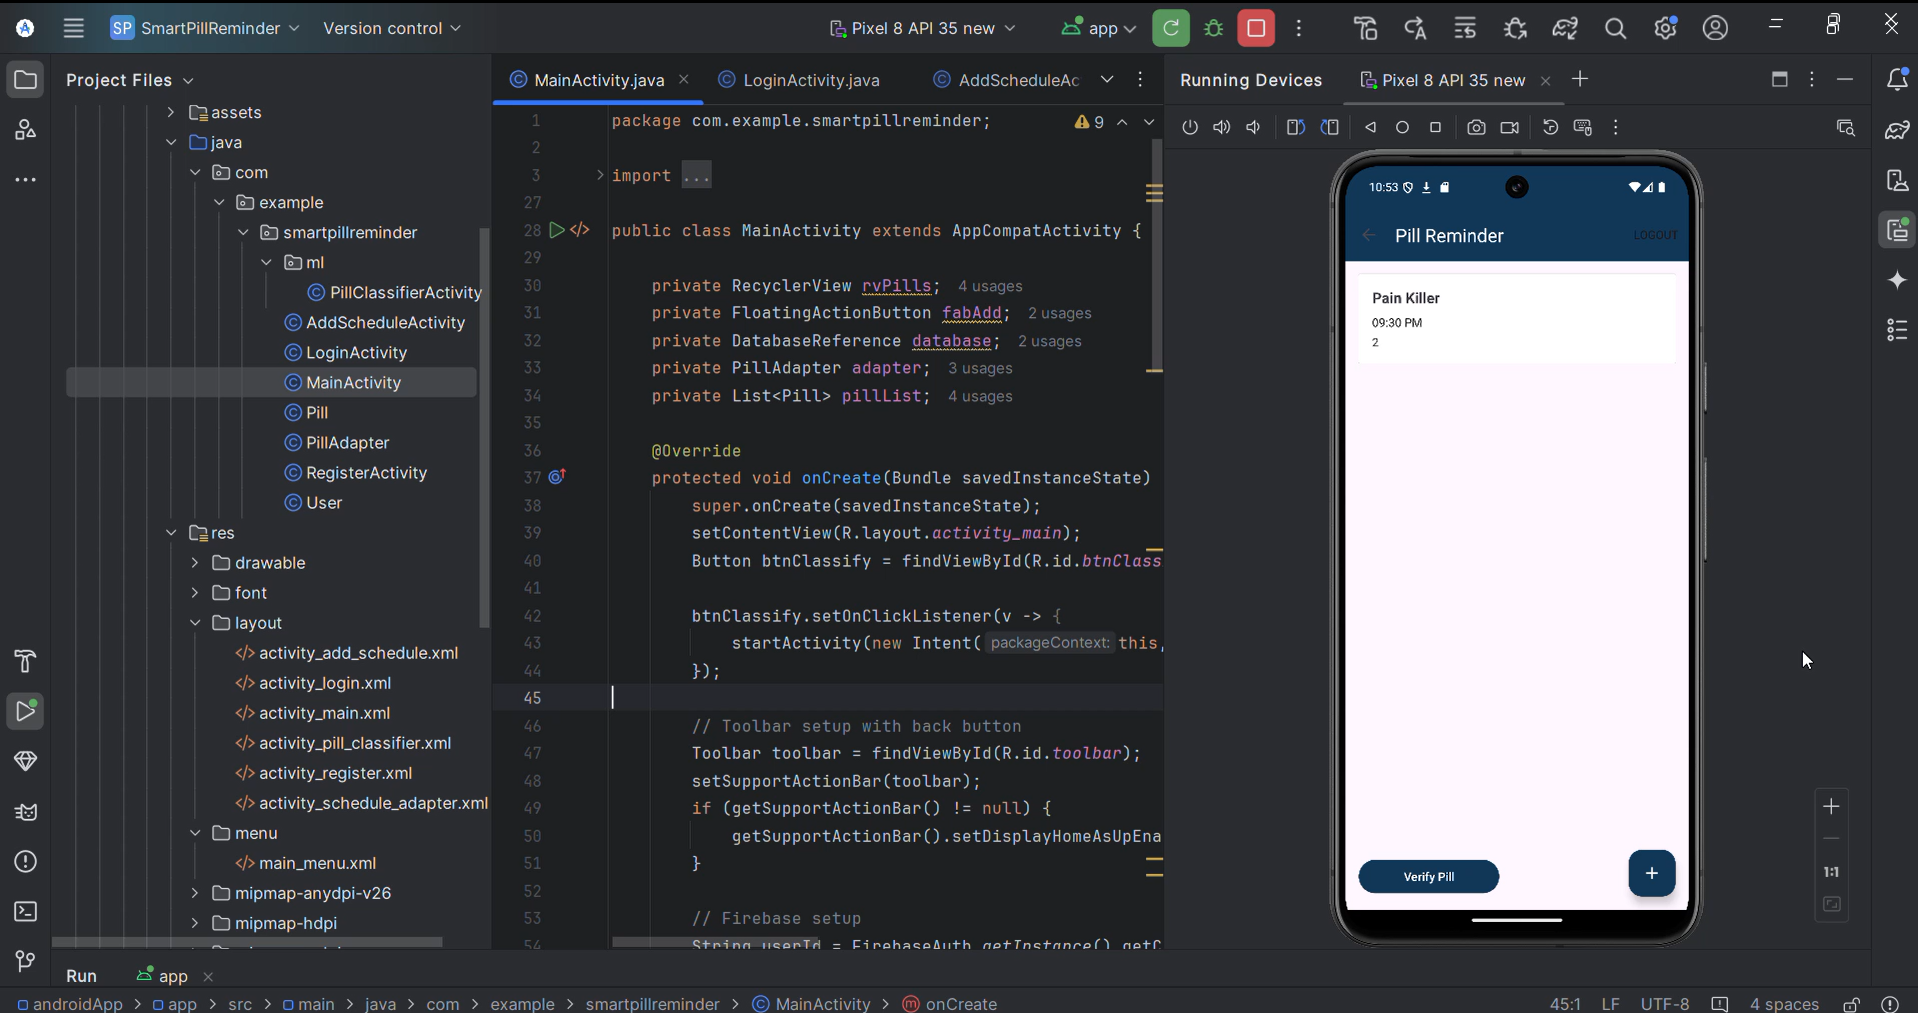 SP SmartPillReminder Version control Pixel 8 API 35 new app
Project Files
assets
java
com
example
smartpillreminder
ml
PillClassifierActivity
AddScheduleActivity
LoginActivity
MainActivity
Pill
PillAdapter
RegisterActivity
User
res
drawable
font
layout
activity_add_schedule.xml
activity_login.xml
activity_main.xml
activity_pill_classifier.xml
activity_register.xml
activity_schedule_adapter.xml
menu
main_menu.xml
mipmap-anydpi-v26
mipmap-hdpi
MainActivity.java LoginActivity.java AddScheduleAc
9
1 package com.example.smartpillreminder;
2
3 import ...
27
28 public class MainActivity extends AppCompatActivity {
29
30 private RecyclerView rvPills; 4 usages
31 private FloatingActionButton fabAdd; 2 usages
32 private DatabaseReference database; 2 usages
33 private PillAdapter adapter; 3 usages
34 private List<Pill> pillList; 4 usages
35
36 @Override
37 protected void onCreate(Bundle savedInstanceState)
38 super.onCreate(savedInstanceState);
39 setContentView(R.layout.activity_main);
40 Button btnClassify = findViewById(R.id.btnClass
41
42 btnClassify.setOnClickListener(v -> {
43 startActivity(new Intent( packageContext: this,
44 });
45
46 // Toolbar setup with back button
47 Toolbar toolbar = findViewById(R.id.toolbar);
48 setSupportActionBar(toolbar);
49 if (getSupportActionBar() != null) {
50 getSupportActionBar().setDisplayHomeAsUpEna
51 }
52
53 // Firebase setup
54 String userId = FirebaseAuth.getInstance().getC
Running Devices Pixel 8 API 35 new
10:53
Pill Reminder LOGOUT
Pain Killer
09:30 PM
2
Verify Pill +
1:1
Run app
androidApp > app > src > main > java > com > example > smartpillreminder > MainActivity > onCreate
45:1 LF UTF-8 4 spaces